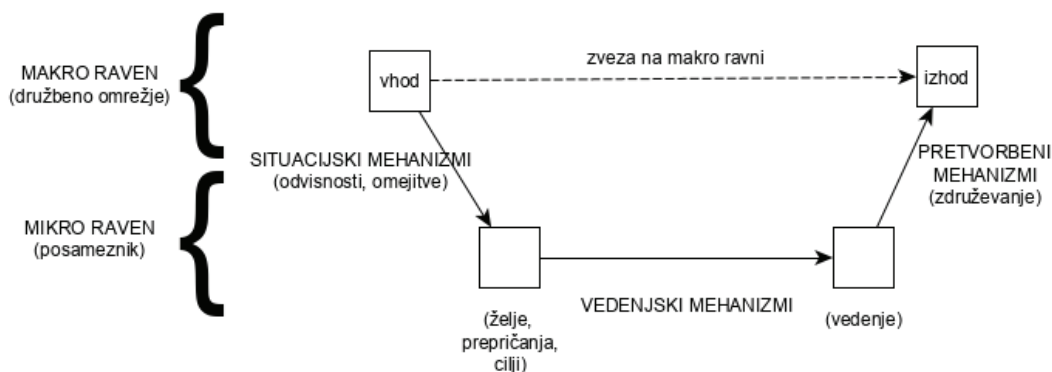 MAKRO RAVEN
(družbeno omrežje)
vhod
zveza na makro ravni
izhod
SITUACIJSKI MEHANIZMI
(odvisnosti, omejitve)
PRETVORBENI
MEHANIZMI
(združevanje)
MIKRO RAVEN
(posameznik)
VEDENJSKI MEHANIZMI
(želje,
prepričanja,
cilji)
(vedenje)